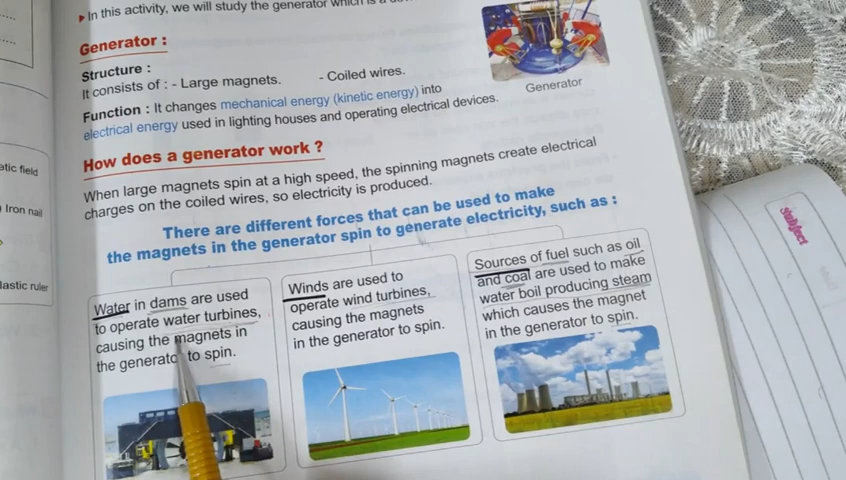 In this activity, we will study the generator which is a
Generator :
Structure :
It consists of : - Large magnets. - Coiled wires.
Function : It changes mechanical energy (kinetic energy) into
electrical energy used in lighting houses and operating electrical devices.
Generator
How does a generator work ?
When large magnets spin at a high speed, the spinning magnets create electrical
charges on the coiled wires, so electricity is produced.
There are different forces that can be used to make
the magnets in the generator spin to generate electricity, such as :
Water in dams are used
to operate water turbines,
causing the magnets in
the generator to spin.
Winds are used to
operate wind turbines,
causing the magnets
in the generator to spin.
Sources of fuel such as oil
and coal are used to make
water boil producing steam
which causes the magnet
in the generator to spin.
field
Iron nail
ruler
Subject